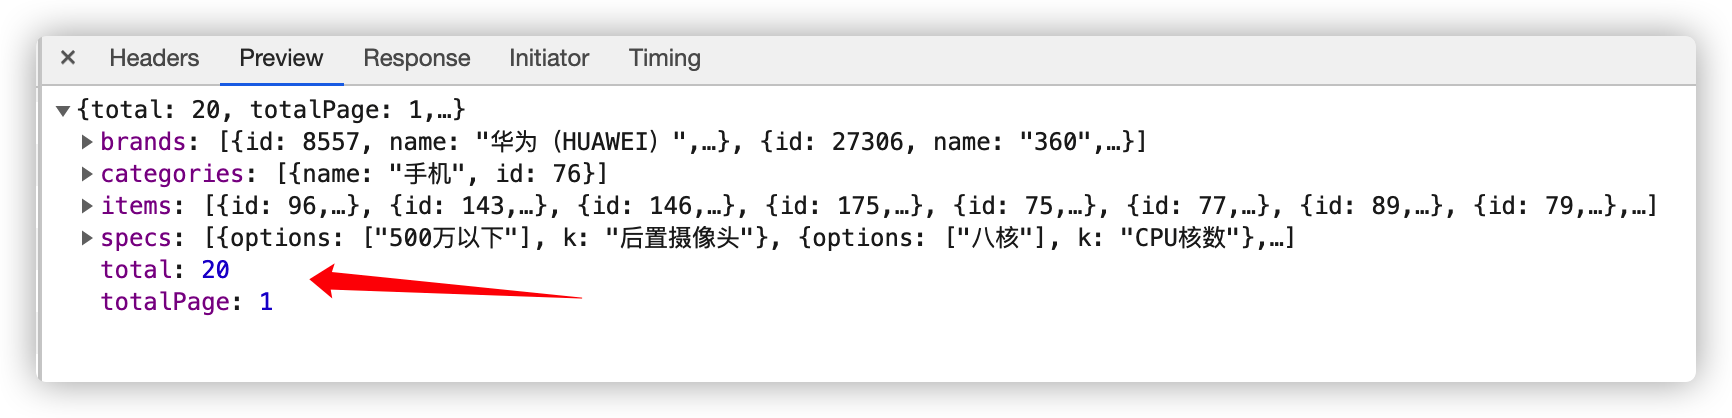 × Headers Preview Response Initiator Timing
▼{total: 20, totalPage: 1,…}
▶brands: [{id: 8557, name: "华为（HUAWEI）",…}, {id: 27306, name: "360",…}]
▶categories: [{name: "手机", id: 76}]
▶items: [{id: 96,…}, {id: 143,…}, {id: 146,…}, {id: 175,…}, {id: 75,…}, {id: 77,…}, {id: 89,…}, {id: 79,…},…]
▶specs: [{options: ["500万以下"], k: "后置摄像头"}, {options: ["八核"], k: "CPU核数"},…]
total: 20
totalPage: 1